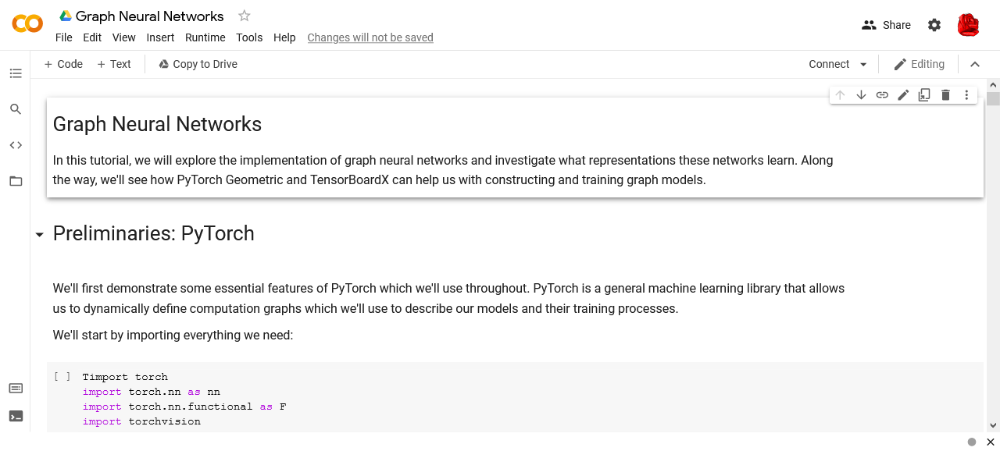 Graph Neural Networks
File Edit View Insert Runtime Tools Help Changes will not be saved
Share
+ Code + Text Copy to Drive
Connect Editing
Graph Neural Networks
In this tutorial, we will explore the implementation of graph neural networks and investigate what representations these networks learn. Along
the way, we'll see how PyTorch Geometric and TensorBoardX can help us with constructing and training graph models.
Preliminaries: PyTorch
We'll first demonstrate some essential features of PyTorch which we'll use throughout. PyTorch is a general machine learning library that allows
us to dynamically define computation graphs which we'll use to describe our models and their training processes.
We'll start by importing everything we need:
[ ] Timport torch
import torch.nn as nn
import torch.nn.functional as F
import torchvision